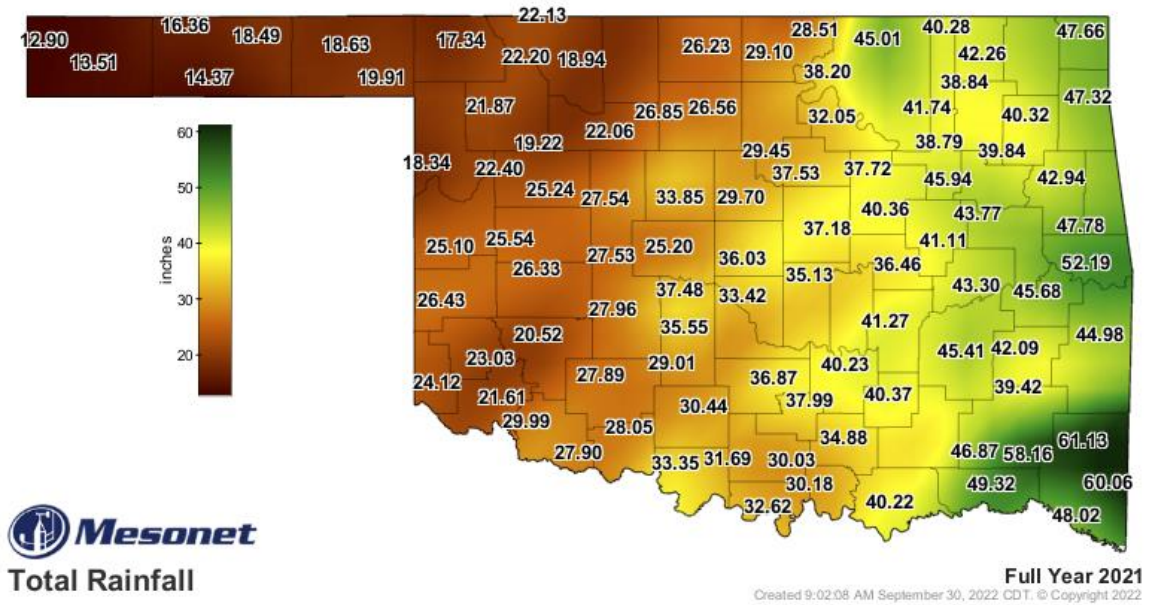 22.13
16.36 28.51 40.28
12.90 18.49 18.63 17.34 26.23 45.01 47.66
29.10 42.26
13.51 22.20 18.94
14.37 19.91 38.20 38.84
47.32
21.87 26.85 26.56 41.74
32.05 40.32
60 22.06
19.22 38.79
29.45 39.84
18.34 22.40 37.53 37.72
45.94 42.94
50 25.24 27.54 33.85 29.70
40.36 43.77
37.18 47.78
40 25.10 25.54 25.20 41.11
27.53 36.03
inches 26.33 35.13 36.46 52.19
43.30
30 26.43 37.48 33.42 45.68
27.96
35.55 41.27
20.52 44.98
20 23.03 45.41 42.09
29.01 40.23
24.12 27.89 36.87 39.42
21.61 37.99 40.37
30.44
29.99 28.05
34.88 61.13
27.90 46.87 58.16
33.35 31.69 30.03
30.18 49.32 60.06
32.62 40.22
48.02
Mesonet
Total Rainfall
Full Year 2021
Created 9:02:08 AM September 30, 2022 CDT. © Copyright 2022